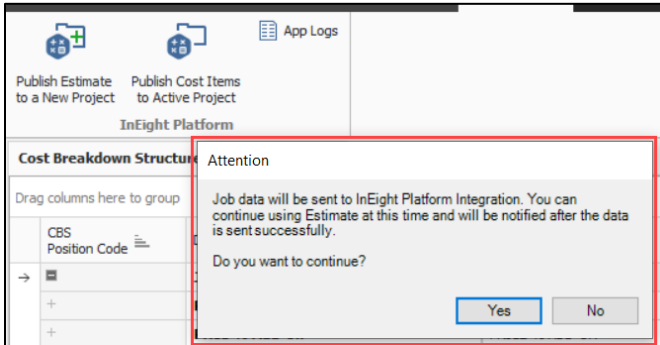 App Logs
Publish Estimate
to a New Project
Publish Cost Items
to Active Project
InEight Platform
Cost Breakdown Structure
Attention
Drag columns here to group
Job data will be sent to InEight Platform Integration. You can
continue using Estimate at this time and will be notified after the data
is sent successfully.
Do you want to continue?
CBS
Position Code
Yes
No